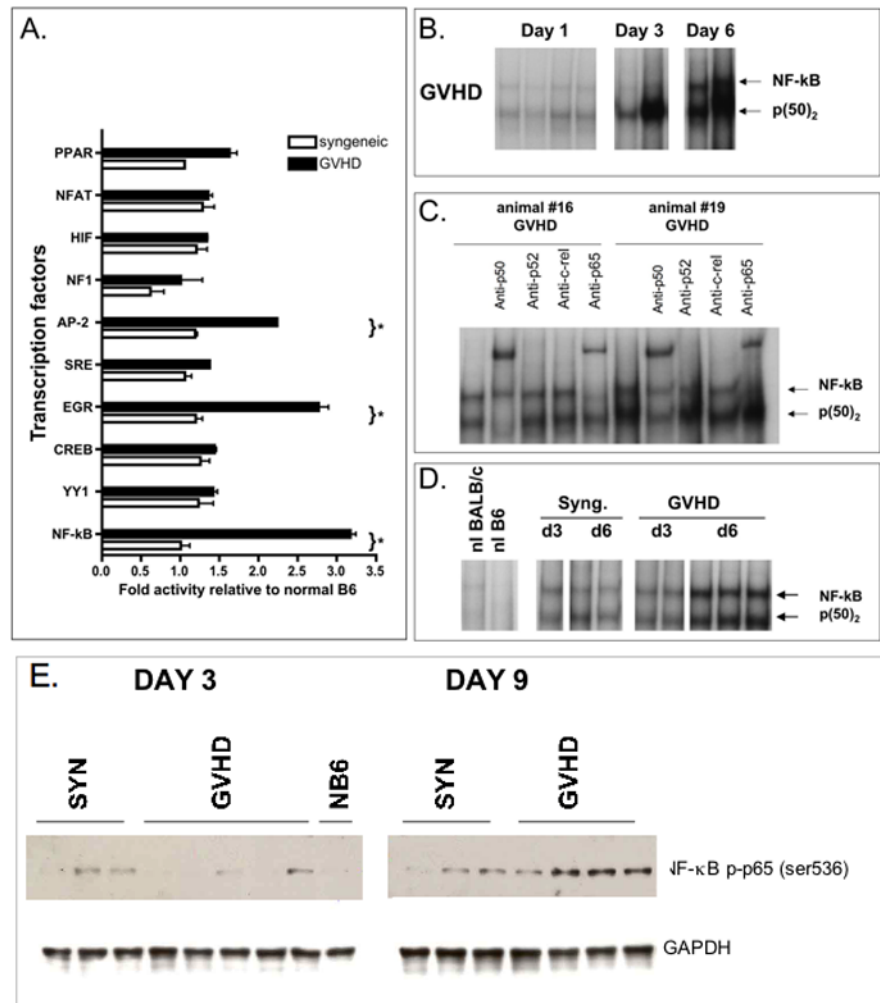 A.
syngeneic
GVHD
Transcription factors
PPAR
NFAT
HIF
NF1
AP-2
}*
SRE
EGR
}*
CREB
YY1
NF-kB
}*
0.0 0.5 1.0 1.5 2.0 2.5 3.0 3.5
Fold activity relative to normal B6
B.
Day 1 Day 3 Day 6
GVHD
NF-kB
p(50)₂
C.
animal #16 animal #19
GVHD GVHD
Anti-p50 Anti-p52 Anti-c-rel Anti-p65 Anti-p50 Anti-p52 Anti-c-rel Anti-p65
NF-kB
p(50)₂
D.
nl BALB/c
nl B6
Syng. GVHD
d3 d6 d3 d6
NF-kB
p(50)₂
E.
DAY 3 DAY 9
SYN GVHD NB6 SYN GVHD
NF-κB p-p65 (ser536)
GAPDH